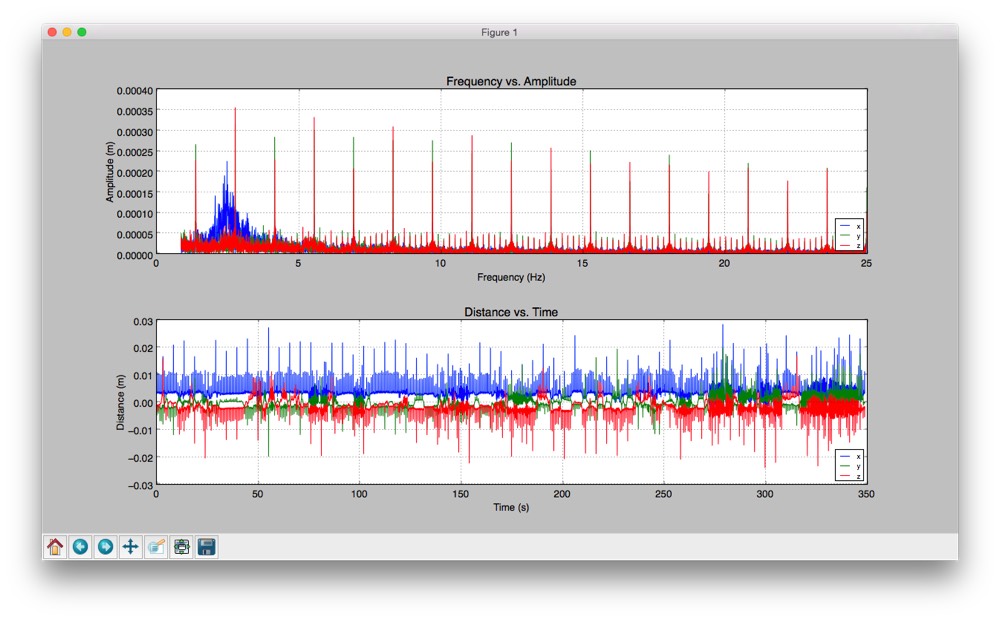 Figure 1
Frequency vs. Amplitude
0.00040
0.00035
0.00030
0.00025
0.00020
0.00015
0.00010
0.00005
0.00000
Amplitude (m)
x
y
z
0 5 10 15 20 25
Frequency (Hz)
Distance vs. Time
0.03
0.02
0.01
0.00
−0.01
−0.02
−0.03
Distance (m)
x
y
z
0 50 100 150 200 250 300 350
Time (s)